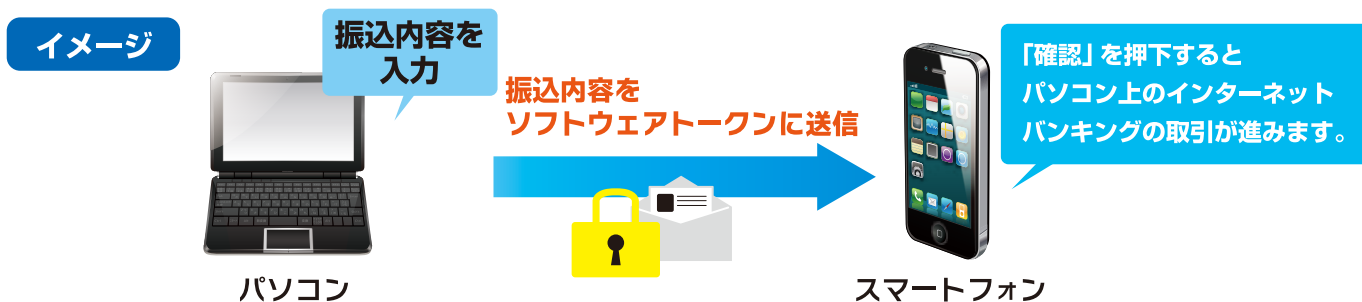 イメージ
振込内容を
入力
振込内容を
ソフトウェアトークンに送信
「確認」を押下すると
パソコン上のインターネット
バンキングの取引が進みます。
パソコン
スマートフォン